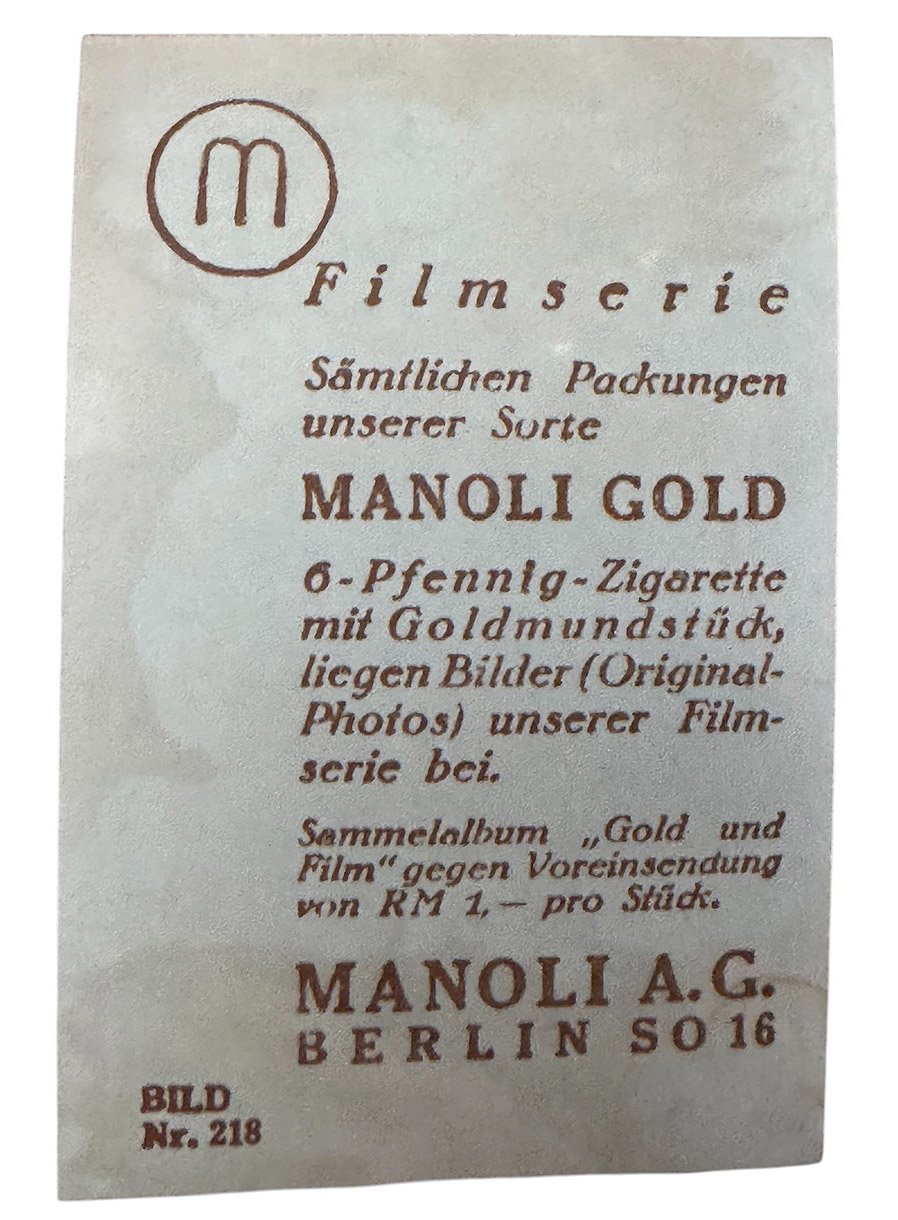 m
Filmserie
Sämtlichen Packungen
unserer Sorte
MANOLI GOLD
6-Pfennig-Zigarette
mit Goldmundstück,
liegen Bilder (Original-
Photos) unserer Film-
serie bei.
Sammelalbum „Gold und
Film“ gegen Voreinsendung
von RM 1,— pro Stück.
MANOLI A.G.
BERLIN SO 16
BILD
Nr. 218